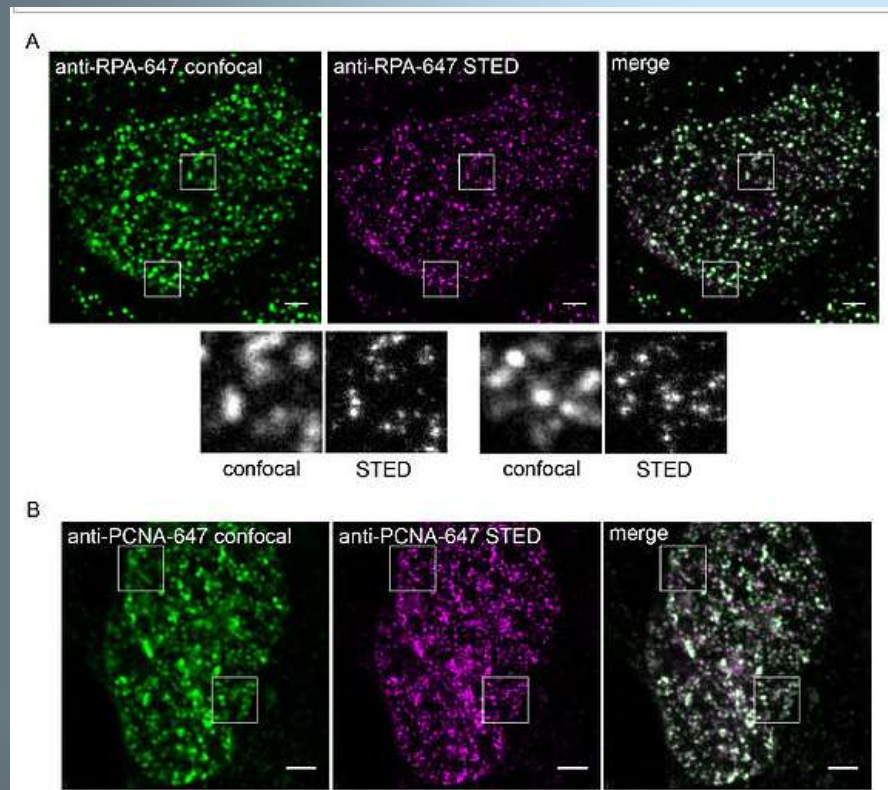 A
anti-RPA-647 confocal
anti-RPA-647 STED
merge
confocal
STED
confocal
STED
B
anti-PCNA-647 confocal
anti-PCNA-647 STED
merge